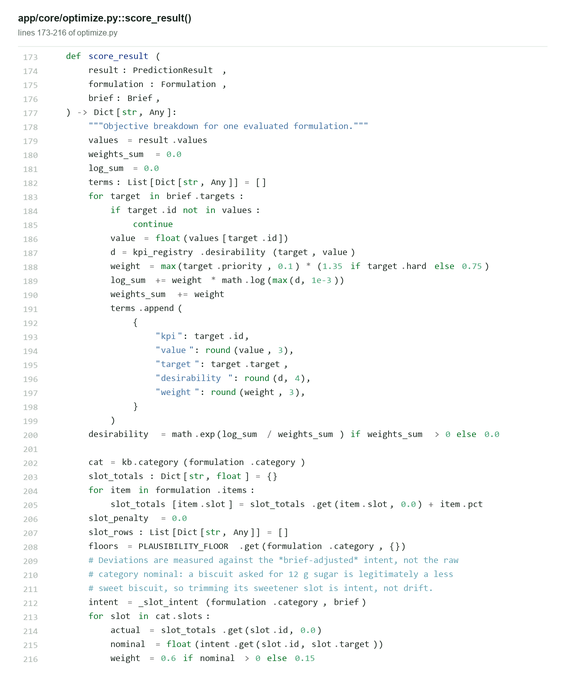 app/core/optimize.py::score_result()
lines 173-216 of optimize.py
173 def score_result (
174 result : PredictionResult ,
175 formulation : Formulation ,
176 brief : Brief ,
177 ) -> Dict [str , Any ]:
178 """Objective breakdown for one evaluated formulation."""
179 values = result .values
180 weights_sum = 0.0
181 log_sum = 0.0
182 terms : List [Dict [str , Any ]] = []
183 for target in brief .targets :
184 if target .id not in values :
185 continue
186 value = float (values [target .id])
187 d = kpi_registry .desirability (target , value )
188 weight = max (target .priority , 0.1 ) * (1.35 if target .hard else 0.75 )
189 log_sum += weight * math .log (max (d, 1e-3 ))
190 weights_sum += weight
191 terms .append (
192 {
193 "kpi ": target .id ,
194 "value ": round (value , 3),
195 "target ": target .target ,
196 "desirability ": round (d, 4),
197 "weight ": round (weight , 3),
198 }
199 )
200 desirability = math .exp (log_sum / weights_sum ) if weights_sum > 0 else 0.0
201
202 cat = kb .category (formulation .category )
203 slot_totals : Dict [str , float ] = {}
204 for item in formulation .items :
205 slot_totals [item .slot ] = slot_totals .get (item .slot , 0.0 ) + item .pct
206 slot_penalty = 0.0
207 slot_rows : List [Dict [str , Any ]] = []
208 floors = PLAUSIBILITY_FLOOR .get (formulation .category , {})
209 # Deviations are measured against the *brief-adjusted* intent, not the raw
210 # category nominal: a biscuit asked for 12 g sugar is legitimately a less
211 # sweet biscuit, so trimming its sweetener slot is intent, not drift.
212 intent = _slot_intent (formulation .category , brief )
213 for slot in cat .slots :
214 actual = slot_totals .get (slot .id , 0.0 )
215 nominal = float (intent .get (slot .id , slot .target ))
216 weight = 0.6 if nominal > 0 else 0.15